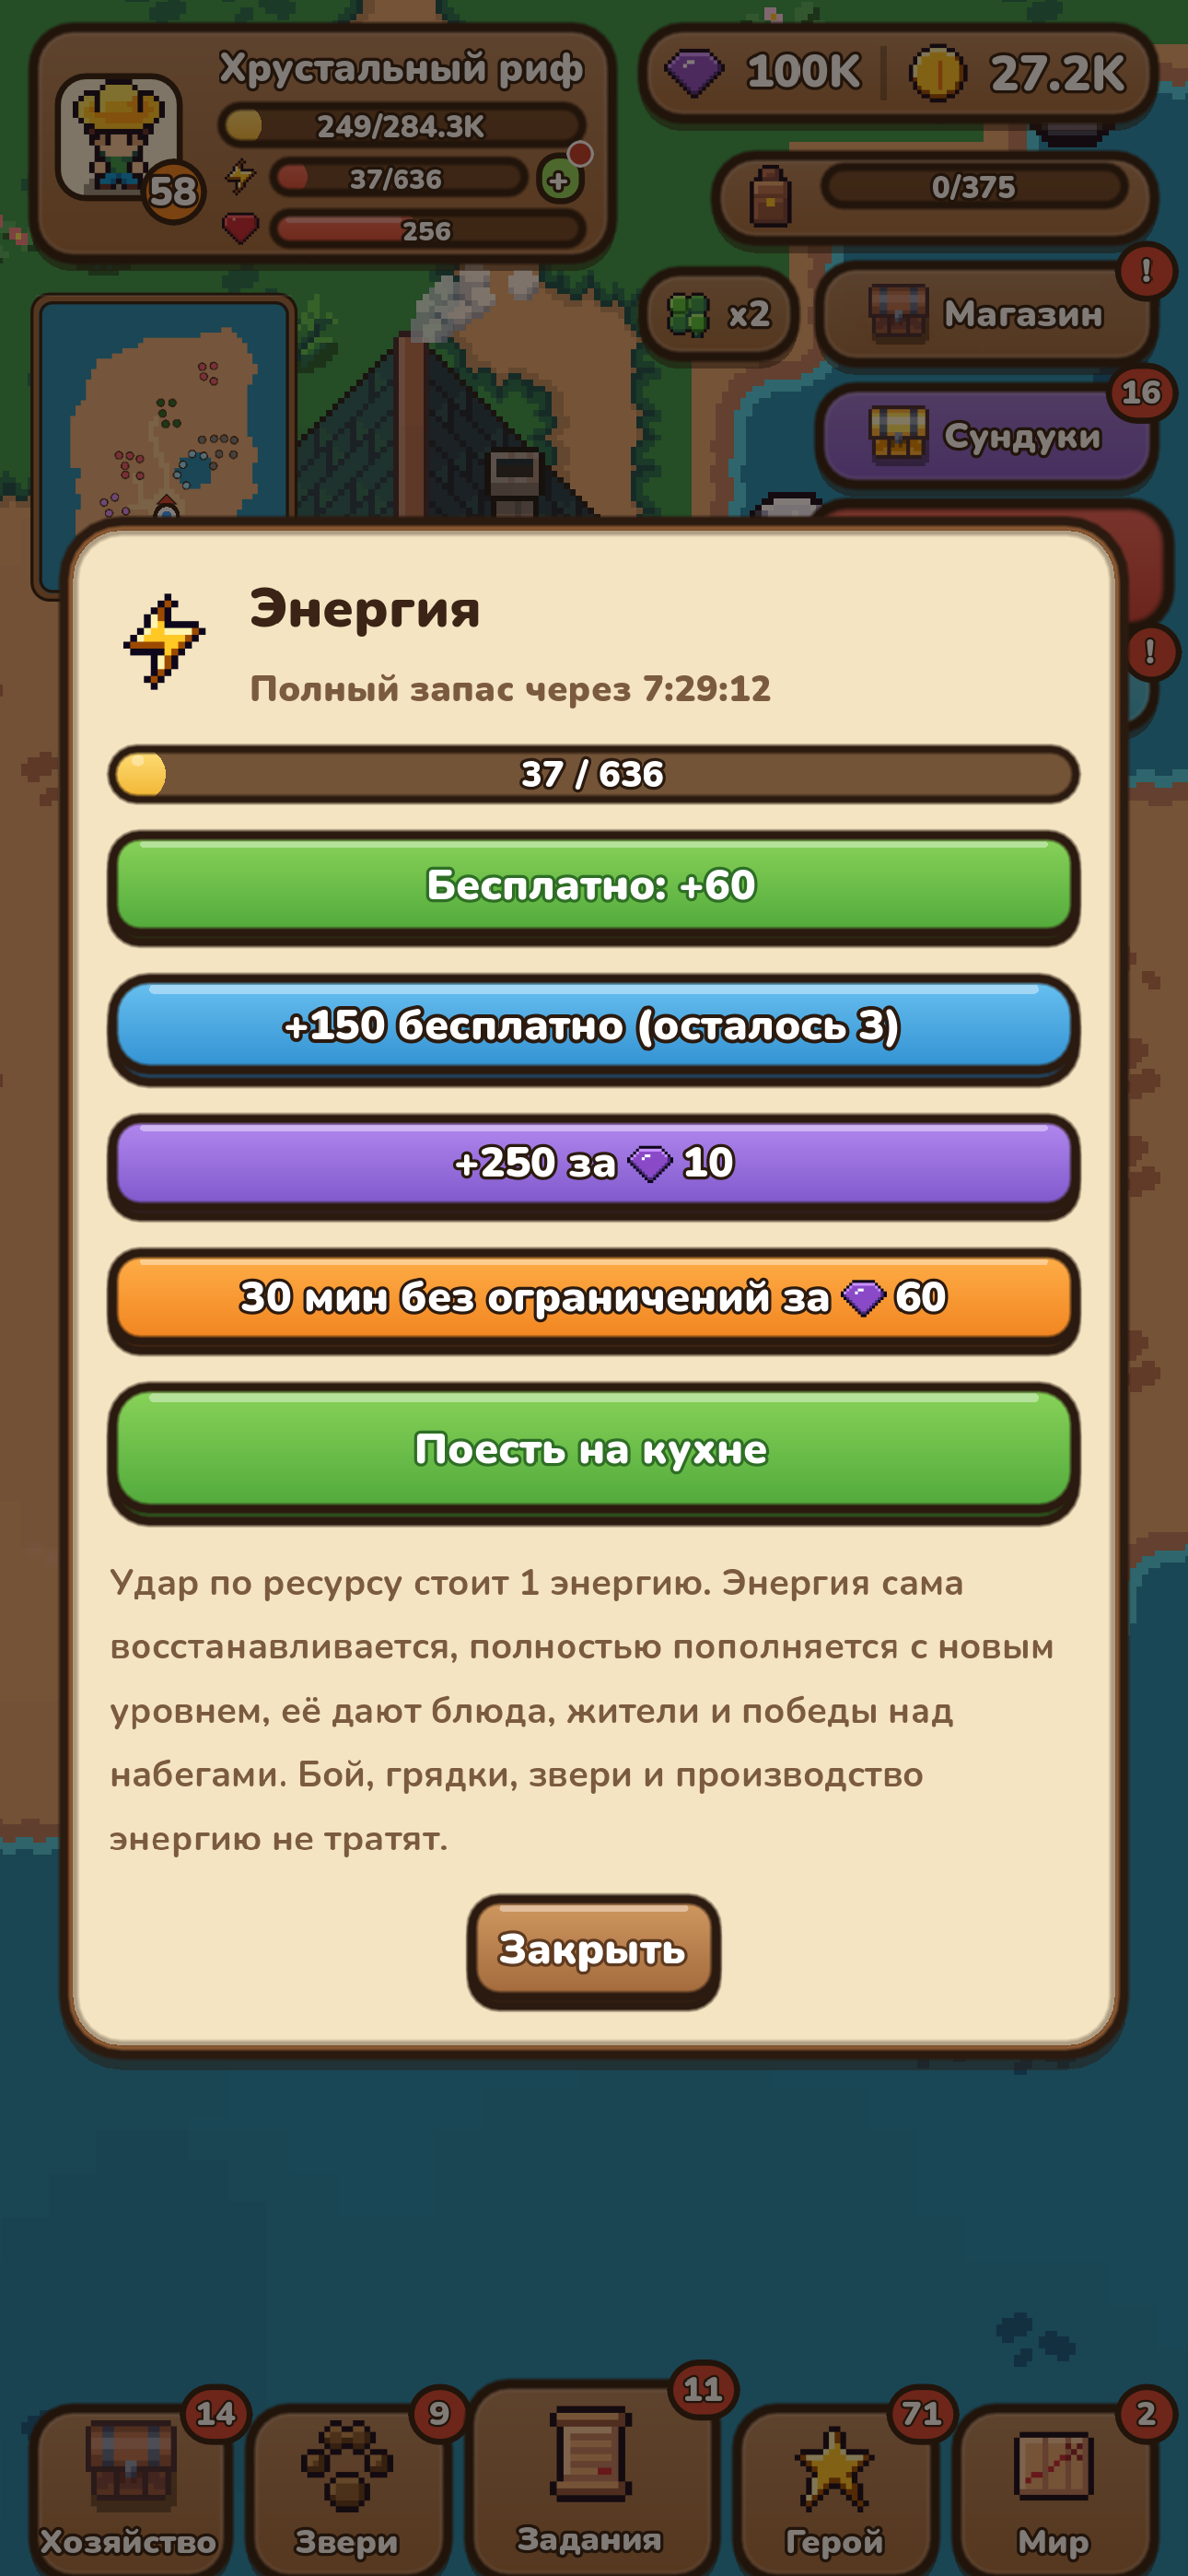 Хрустальный риф
249/284.3K
37/636
+
256
58
100K
27.2K
0/375
x2
!
Магазин
16
Сундуки
!
Энергия
Полный запас через 7:29:12
37 / 636
Бесплатно: +60
+150 бесплатно (осталось 3)
+250 за 10
30 мин без ограничений за 60
Поесть на кухне
Удар по ресурсу стоит 1 энергию. Энергия сама
восстанавливается, полностью пополняется с новым
уровнем, её дают блюда, жители и победы над
набегами. Бой, грядки, звери и производство
энергию не тратят.
Закрыть
14
Хозяйство
9
Звери
11
Задания
71
Герой
2
Мир